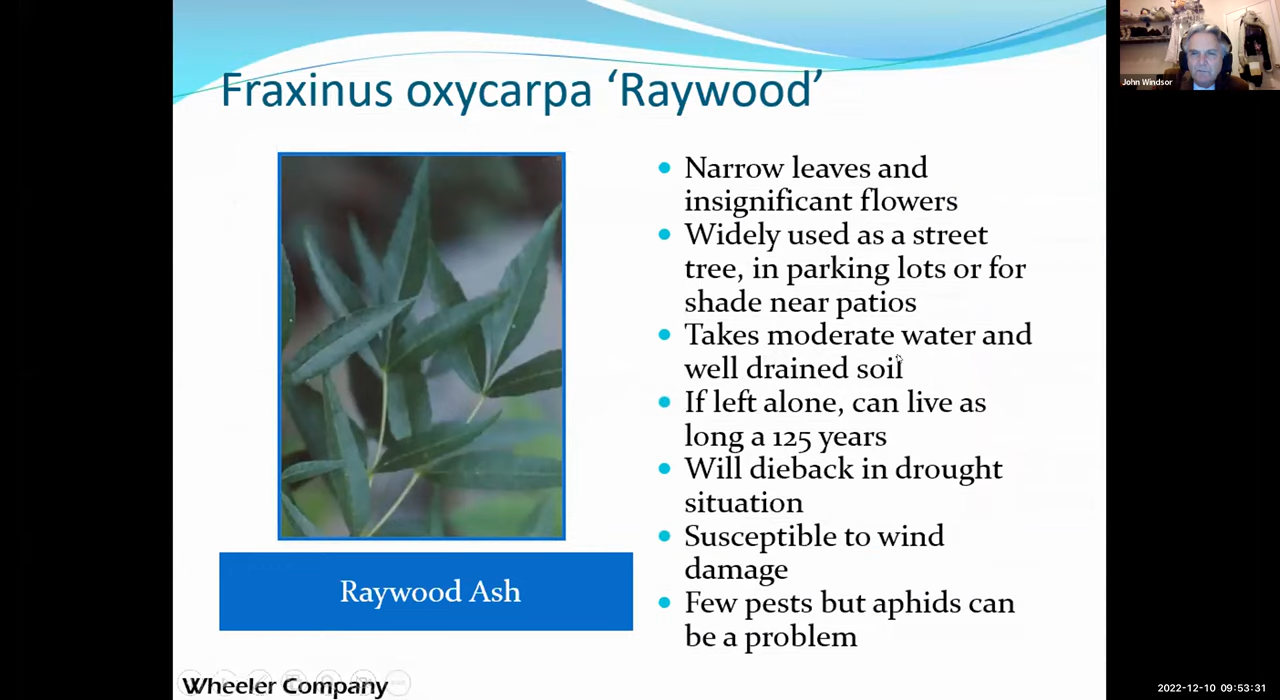 Fraxinus oxycarpa ‘Raywood’
John Windsor
Narrow leaves and
insignificant flowers
Widely used as a street
tree, in parking lots or for
shade near patios
Takes moderate water and
well drained soil
If left alone, can live as
long a 125 years
Will dieback in drought
situation
Susceptible to wind
damage
Few pests but aphids can
be a problem
Raywood Ash
Wheeler Company
2022-12-10 09:53:31